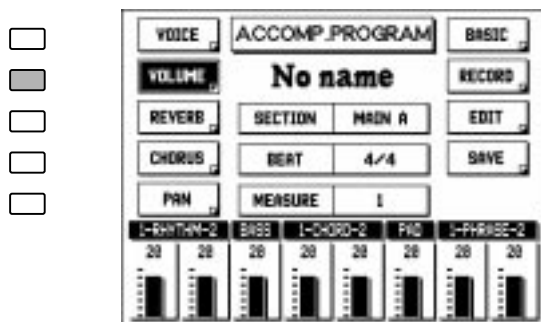 VOICE ACCOMP.PROGRAM BASIC
VOLUME No name RECORD
REVERB SECTION MAIN A EDIT
CHORUS BEAT 4/4 SAVE
PAN MEASURE 1
1-RHYTHM-2 BASS 1-CHORD-2 PAD 1-PHRASE-2
20 20 20 20 20 20 20 20